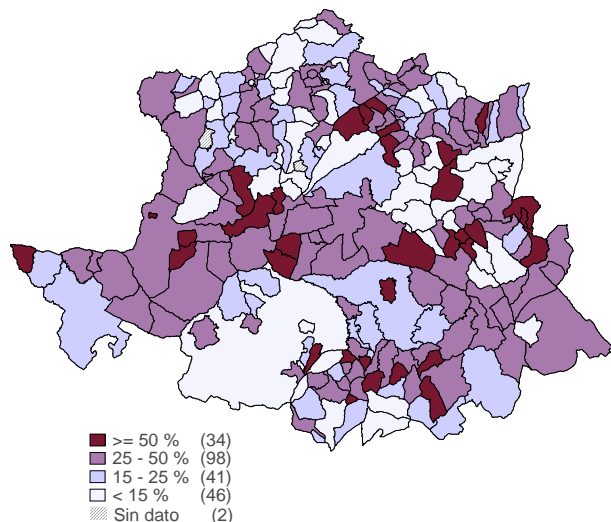 >= 50 % (34)
25 - 50 % (98)
15 - 25 % (41)
< 15 % (46)
Sin dato (2)